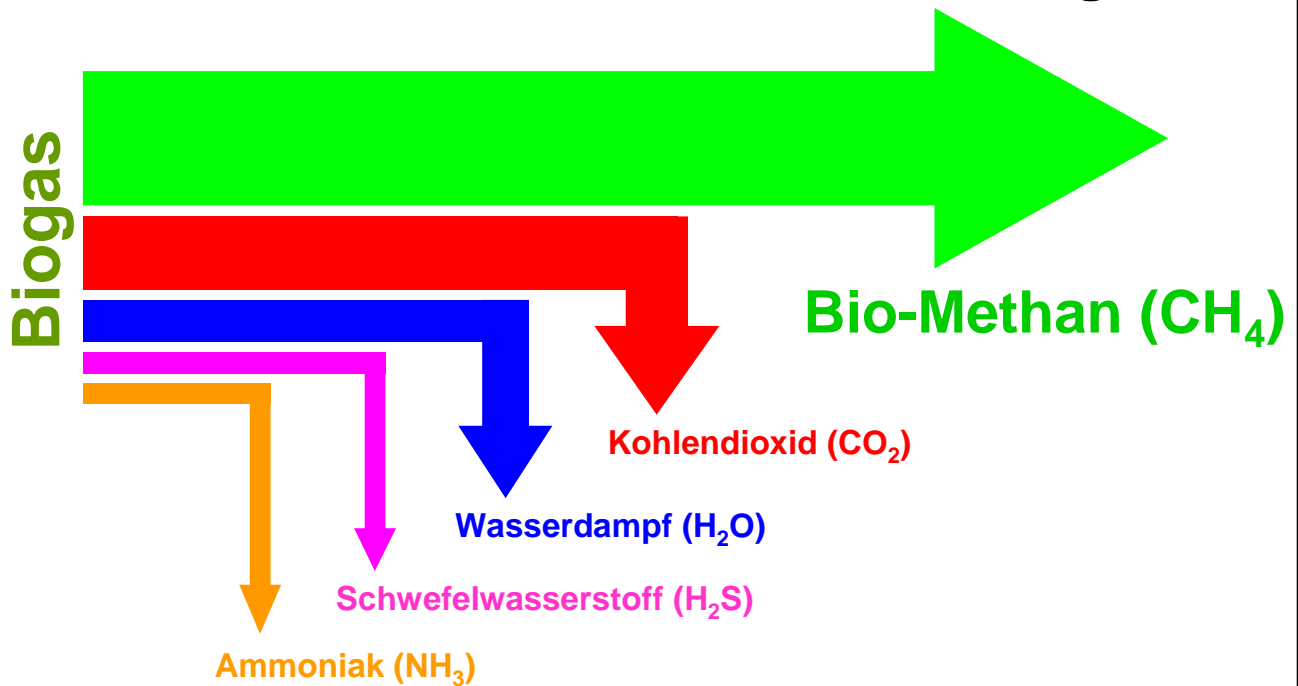 Biogas
Bio-Methan (CH₄)
Kohlendioxid (CO₂)
Wasserdampf (H₂O)
Schwefelwasserstoff (H₂S)
Ammoniak (NH₃)